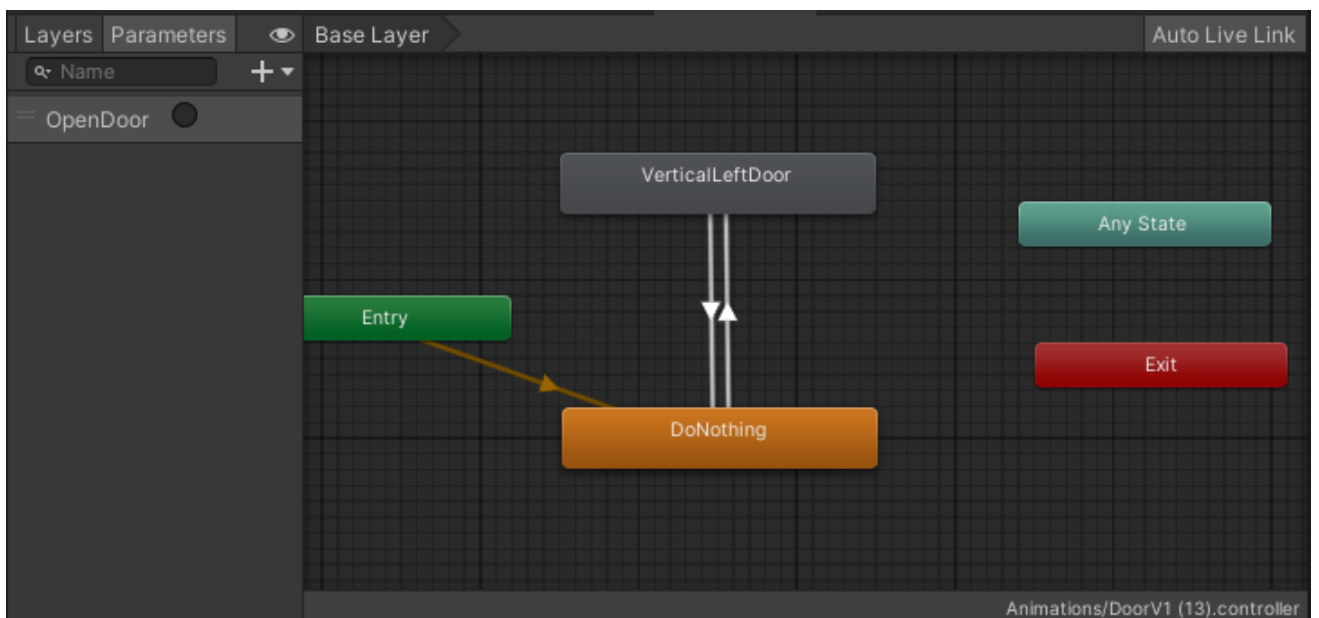 Layers Parameters Base Layer Auto Live Link
Name
OpenDoor
VerticalLeftDoor
Any State
Entry
Exit
DoNothing
Animations/DoorV1 (13).controller